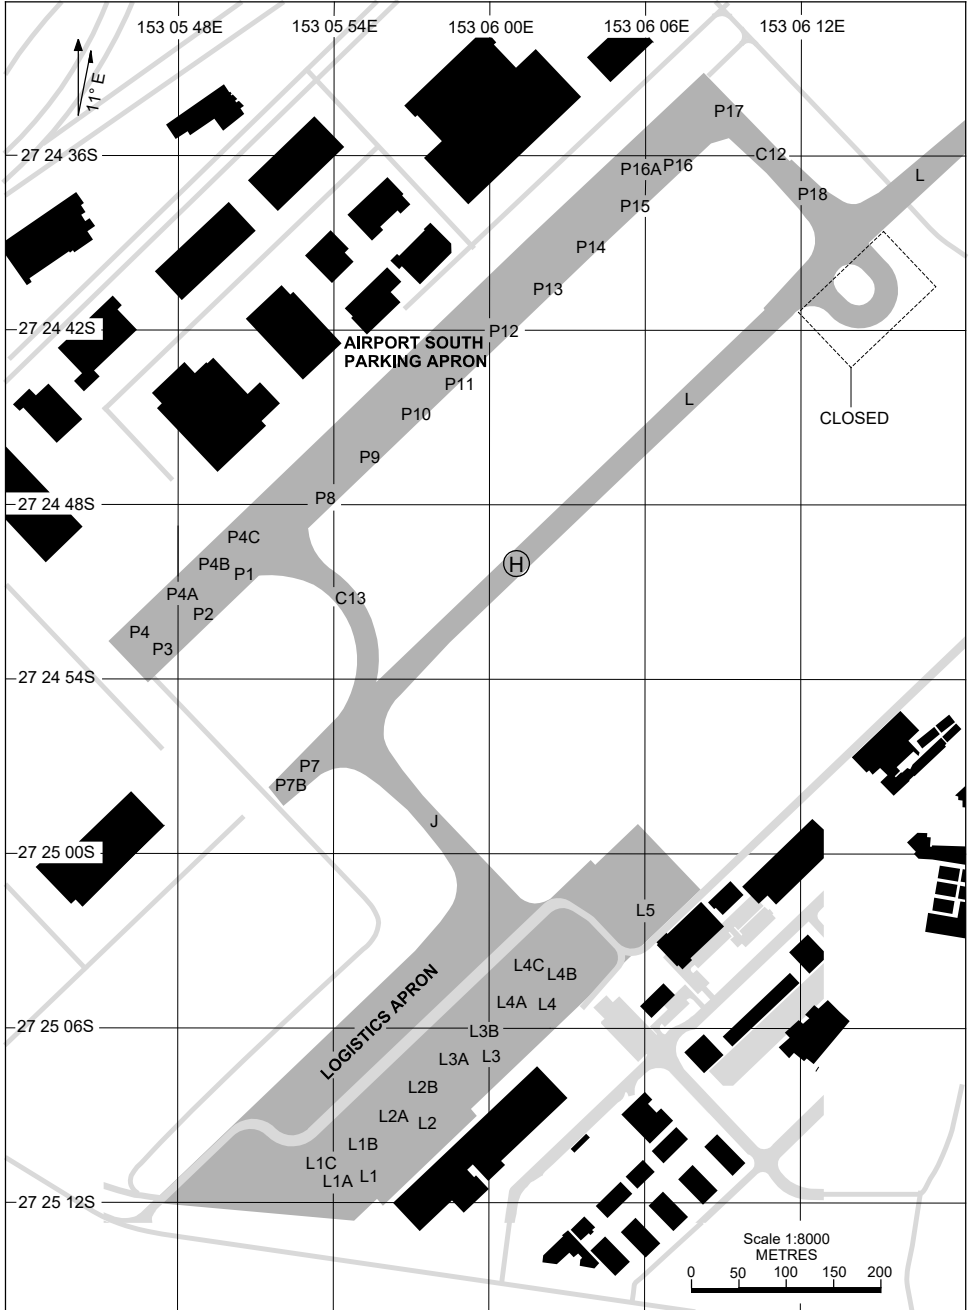 153 05 48E
153 05 54E
153 06 00E
153 06 06E
153 06 12E
11° E
P17
27 24 36S
C12
P16A
P16
L
P18
P15
P14
P13
27 24 42S
P12
AIRPORT SOUTH
PARKING APRON
P11
L
P10
CLOSED
P9
P8
27 24 48S
P4C
P4B
P1
H
P4A
C13
P2
P4
P3
27 24 54S
P7
P7B
J
27 25 00S
L5
L4C
L4B
LOGISTICS APRON
L4A
L4
27 25 06S
L3B
L3A
L3
L2B
L2A
L2
L1B
L1C
L1A
L1
27 25 12S
Scale 1:8000
METRES
0 50 100 150 200